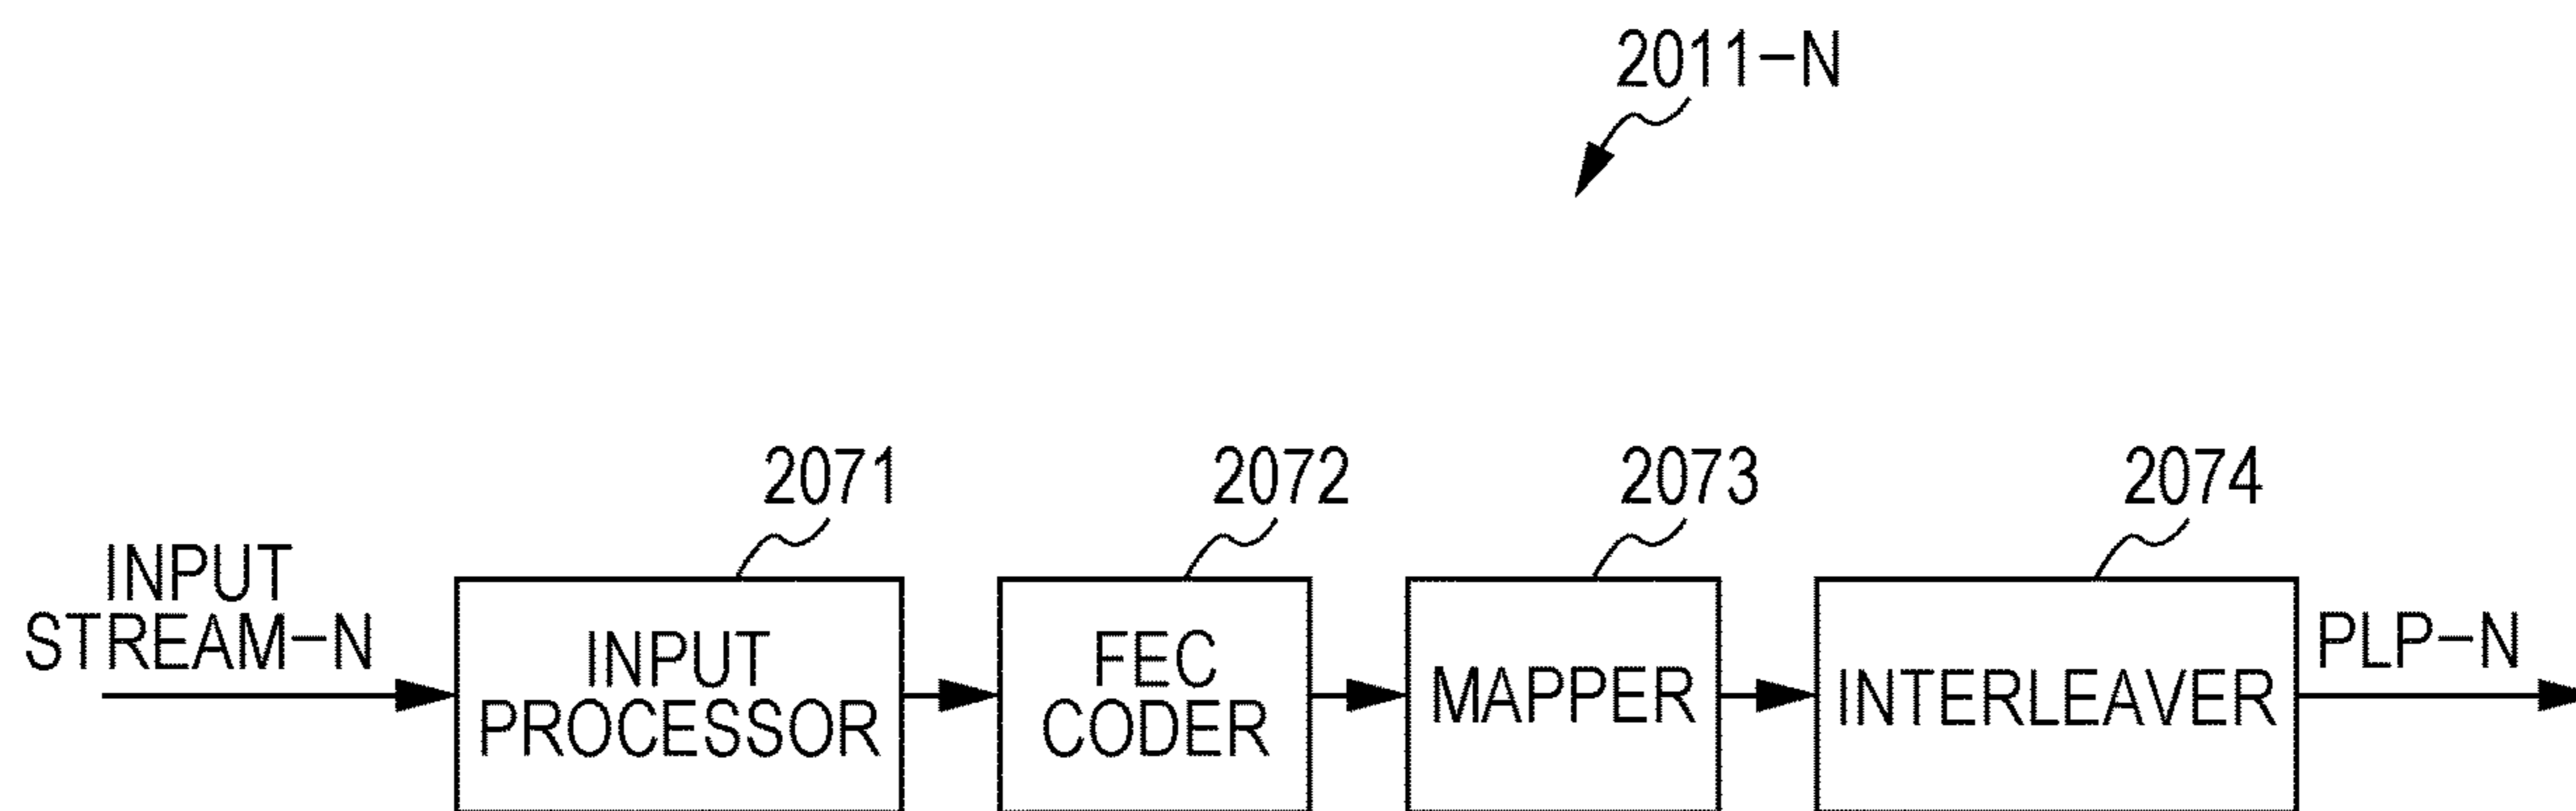 2011-N
2071
2072
2073
2074
INPUT
STREAM-N
INPUT
PROCESSOR
FEC
CODER
MAPPER
INTERLEAVER
PLP-N